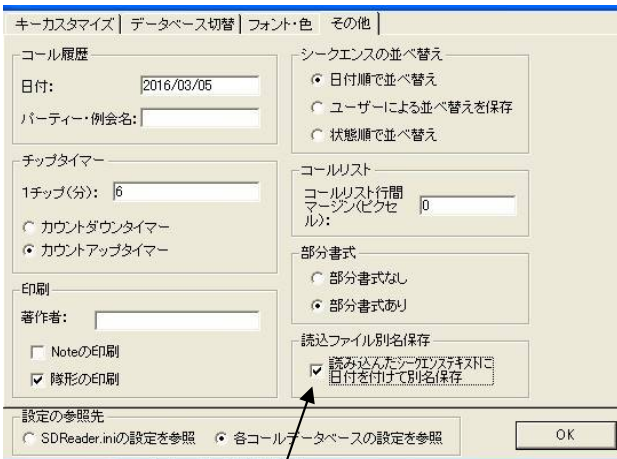 キーカスタマイズ データベース切替 フォント・色 その他
コール履歴
日付: 2016/03/05
パーティー・例会名:
チップタイマー
1チップ(分): 6
カウントダウンタイマー
カウントアップタイマー
印刷
著作者:
Noteの印刷
隊形の印刷
シークエンスの並べ替え
日付順で並べ替え
ユーザーによる並べ替えを保存
状態順で並べ替え
コールリスト
コールリスト行間
マージン(ピクセ
ル): 0
部分書式
部分書式なし
部分書式あり
読込ファイル別名保存
読み込んだシークエンステキストに
日付を付けて別名保存
設定の参照先
SDReader.iniの設定を参照 各コールデータベースの設定を参照
OK